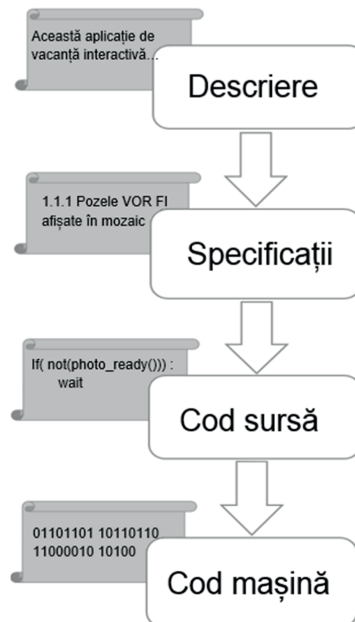 Această aplicație de
vacanță interactivă...
Descriere
1.1.1 Pozele VOR FI
afișate în mozaic
Specificații
If( not(photo_ready())) :
wait
Cod sursă
01101101 10110110
11000010 10100
Cod mașină